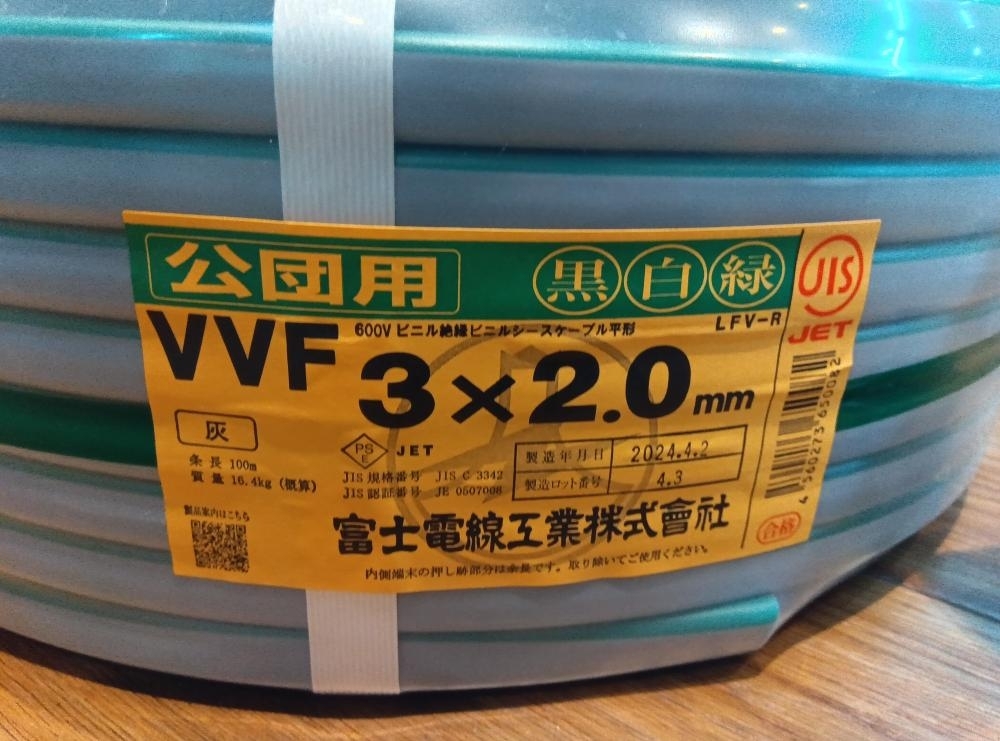 公団用 黒 白 緑
JIS
JET
VVF 600V ビニル絶縁ビニルシースケーブル平形 LFV-R
3×2.0mm
灰
PS
E
JET
条長 100m
質量 16.4kg (概算)
JIS 規格番号 JIS C 3342
JIS 認証番号 JE 0507008
製造年月日 2024.4.2
製造ロット番号 4.3
製品案内はこちら
富士電線工業株式會社
内側端末の押し跡部分は余長です。取り除いてご使用ください。
4 560273 650082
合格